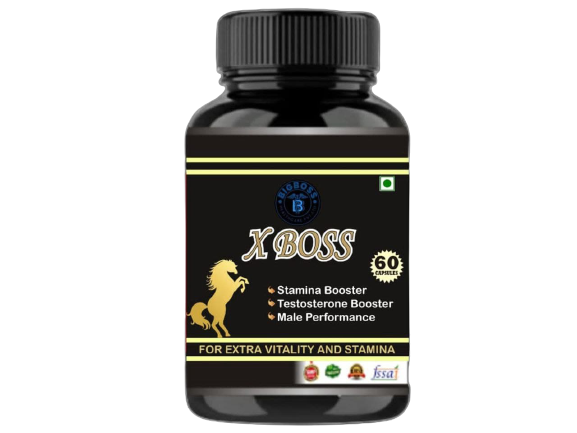 BIGBOSS
B
X BOSS
60
CAPSULES
Stamina Booster
Testosterone Booster
Male Performance
FOR EXTRA VITALITY AND STAMINA
fssai